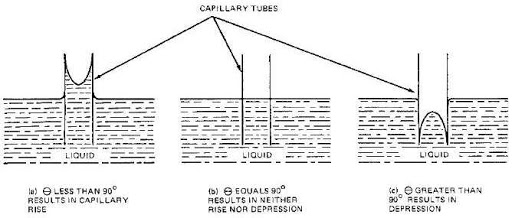 CAPILLARY TUBES
LIQUID
LIQUID
LIQUID
(a) Θ LESS THAN 90°
RESULTS IN CAPILLARY
RISE
(b) Θ EQUALS 90°
RESULTS IN NEITHER
RISE NOR DEPRESSION
(c) Θ GREATER THAN
90° RESULTS IN
DEPRESSION